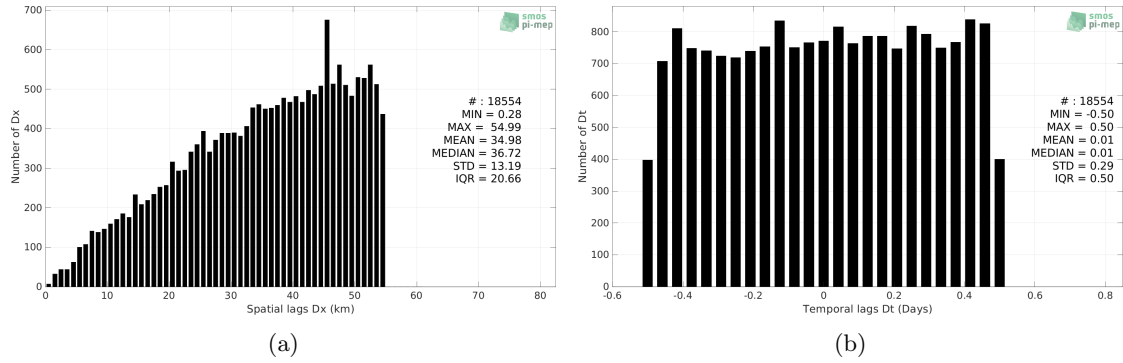 700
600
500
400
300
200
100
0
Number of Dx
0 10 20 30 40 50 60 70 80
Spatial lags Dx (km)
smos
pi-mep
# : 18554
MIN = 0.28
MAX = 54.99
MEAN = 34.98
MEDIAN = 36.72
STD = 13.19
IQR = 20.66
(a)
800
700
600
500
400
300
200
100
0
Number of Dt
-0.6 -0.4 -0.2 0 0.2 0.4 0.6 0.8
Temporal lags Dt (Days)
smos
pi-mep
# : 18554
MIN = -0.50
MAX = 0.50
MEAN = 0.01
MEDIAN = 0.01
STD = 0.29
IQR = 0.50
(b)